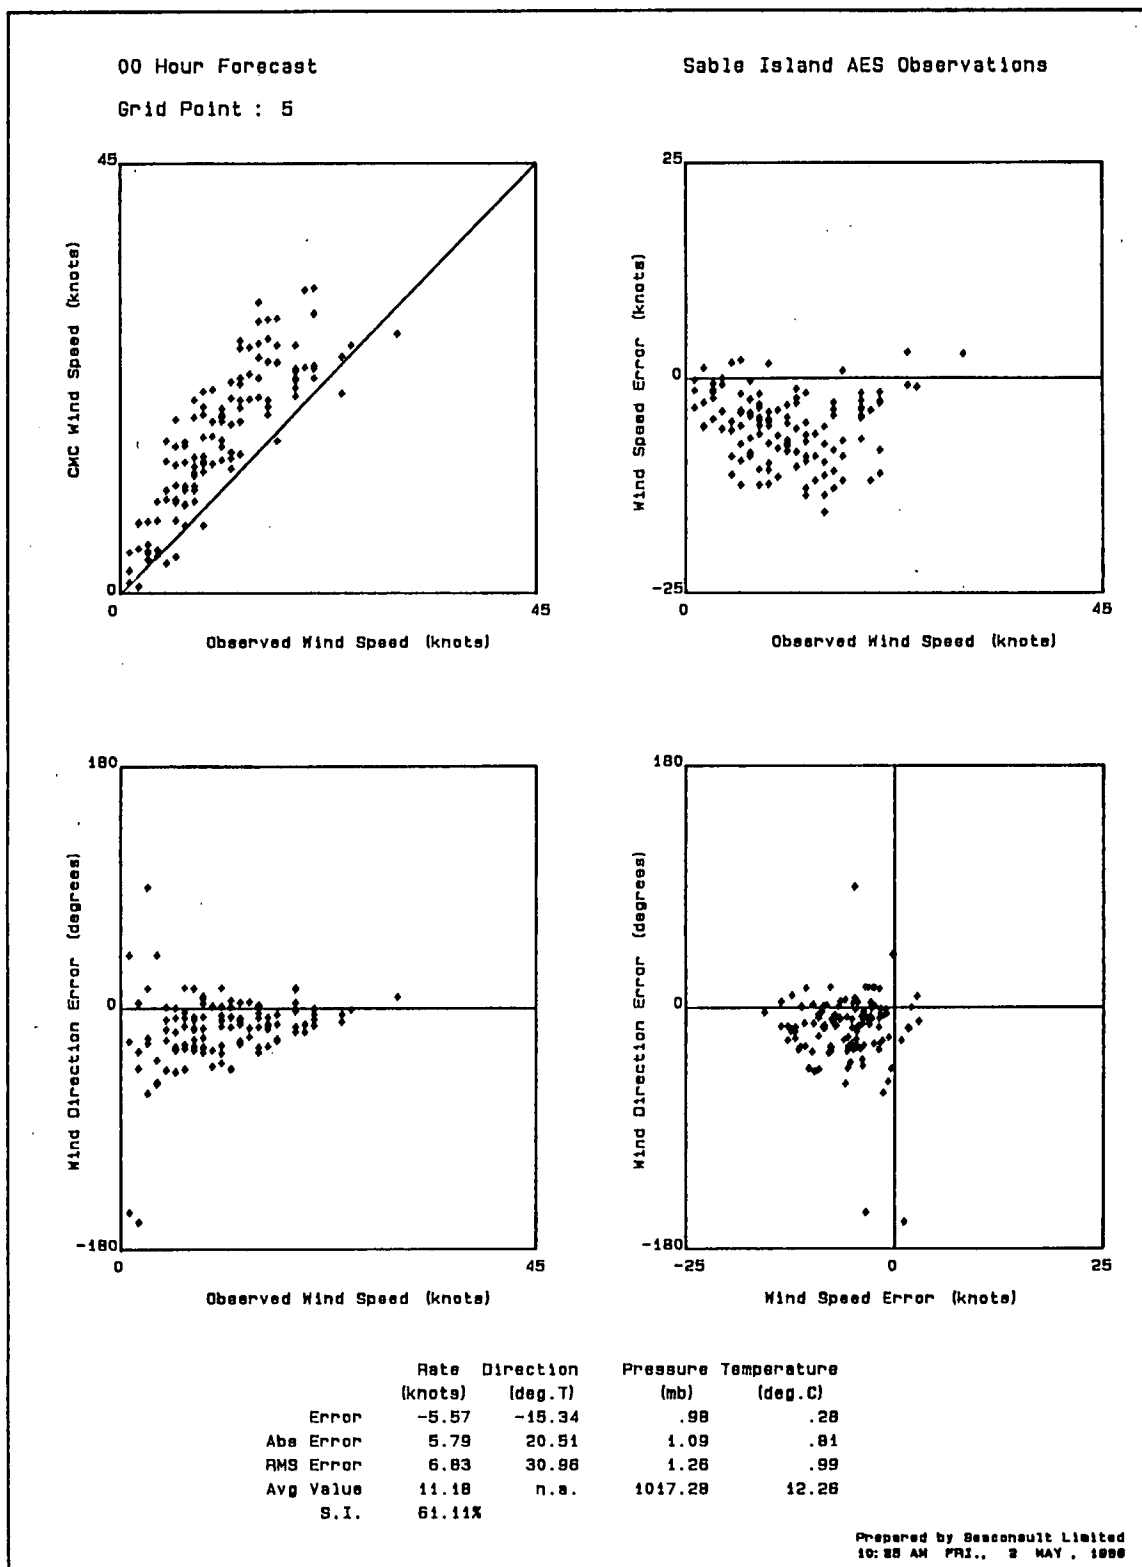 00 Hour Forecast
Sable Island AES Observations
Grid Point : 5
45
CMC Wind Speed (knots)
0
0
45
Observed Wind Speed (knots)
25
Wind Speed Error (knots)
0
-25
0
45
Observed Wind Speed (knots)
180
Wind Direction Error (degrees)
0
-180
0
45
Observed Wind Speed (knots)
180
Wind Direction Error (degrees)
0
-180
-25
0
25
Wind Speed Error (knots)
Rate Direction Pressure Temperature
(knots) (deg.T) (mb) (deg.C)
Error -5.57 -15.34 .98 .28
Abs Error 5.79 20.51 1.09 .81
RMS Error 6.83 30.96 1.26 .99
Avg Value 11.18 n.a. 1017.28 12.26
S.I. 61.11%
Prepared by Seaconsult Limited
AM FRI., 2 MAY,